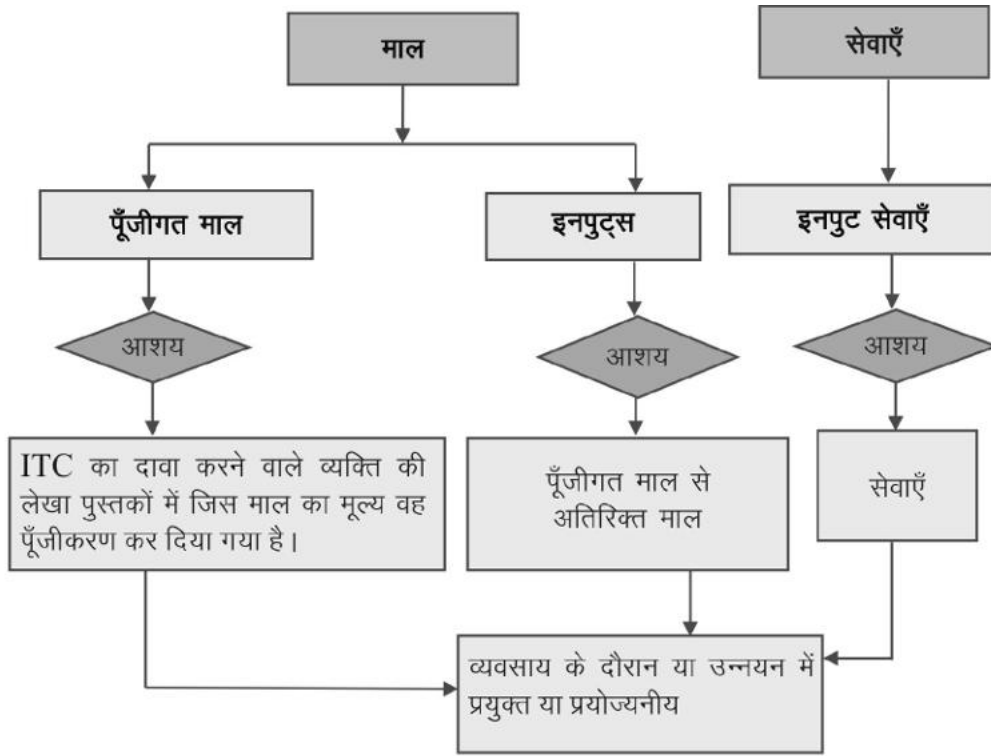 माल
सेवाएँ
पूँजीगत माल
इनपुट्स
इनपुट सेवाएँ
आशय
आशय
आशय
ITC का दावा करने वाले व्यक्ति की
लेखा पुस्तकों में जिस माल का मूल्य वह
पूँजीकरण कर दिया गया है।
पूँजीगत माल से
अतिरिक्त माल
सेवाएँ
व्यवसाय के दौरान या उन्नयन में
प्रयुक्त या प्रयोज्यनीय